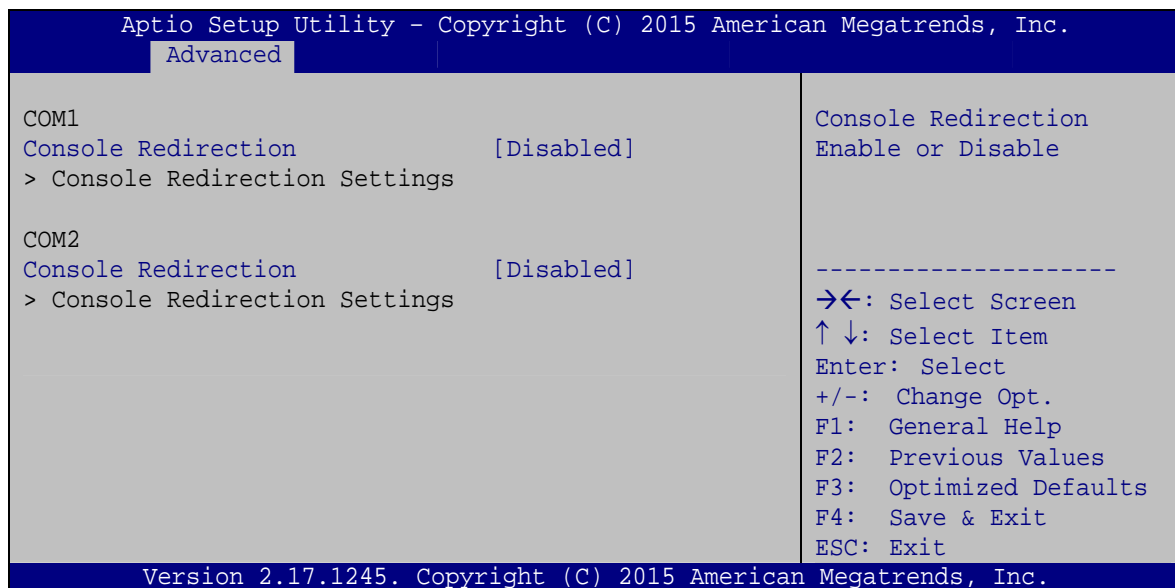 Aptio Setup Utility – Copyright (C) 2015 American Megatrends, Inc.
Advanced
COM1
Console Redirection [Disabled]
> Console Redirection Settings
COM2
Console Redirection [Disabled]
> Console Redirection Settings
Console Redirection
Enable or Disable
---------------------
→←: Select Screen
↑ ↓: Select Item
Enter: Select
+/-: Change Opt.
F1: General Help
F2: Previous Values
F3: Optimized Defaults
F4: Save & Exit
ESC: Exit
Version 2.17.1245. Copyright (C) 2015 American Megatrends, Inc.